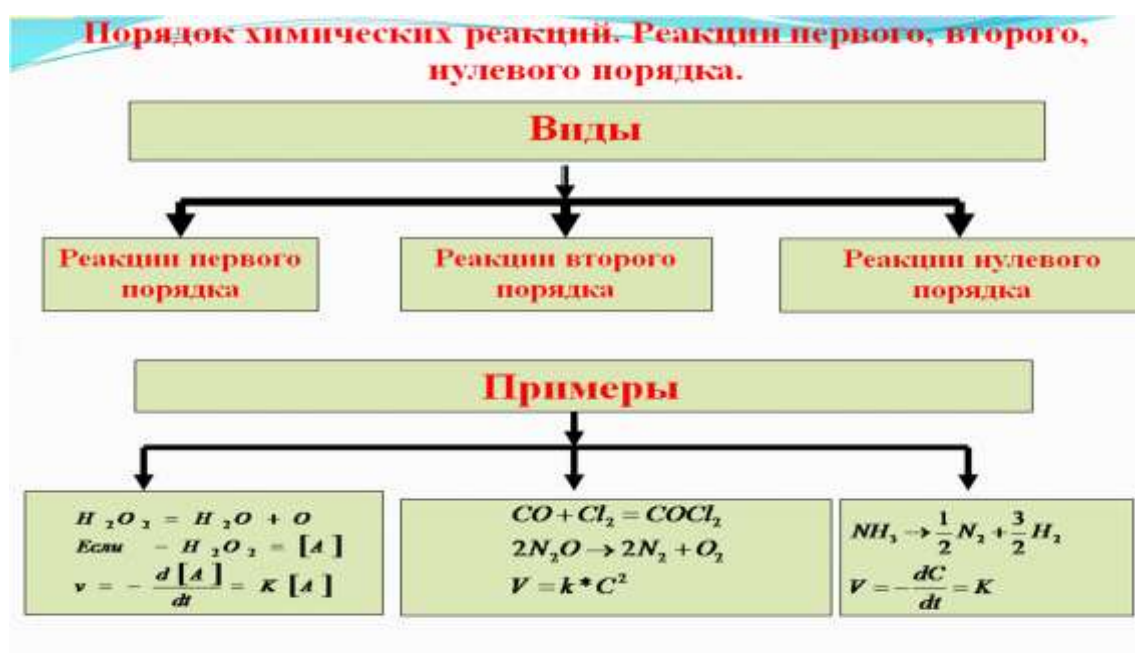 Порядок химических реакций. Реакции первого, второго,
нулевого порядка.
Виды
Реакции первого
порядка
Реакции второго
порядка
Реакции нулевого
порядка
Примеры
H₂O₂ = H₂O + O
Если - H₂O₂ = [A]
v = - d[A]/dt = K [A]
CO + Cl₂ = COCl₂
2N₂O → 2N₂ + O₂
V = k * C²
NH₃ → 1/2 N₂ + 3/2 H₂
V = - dC/dt = K